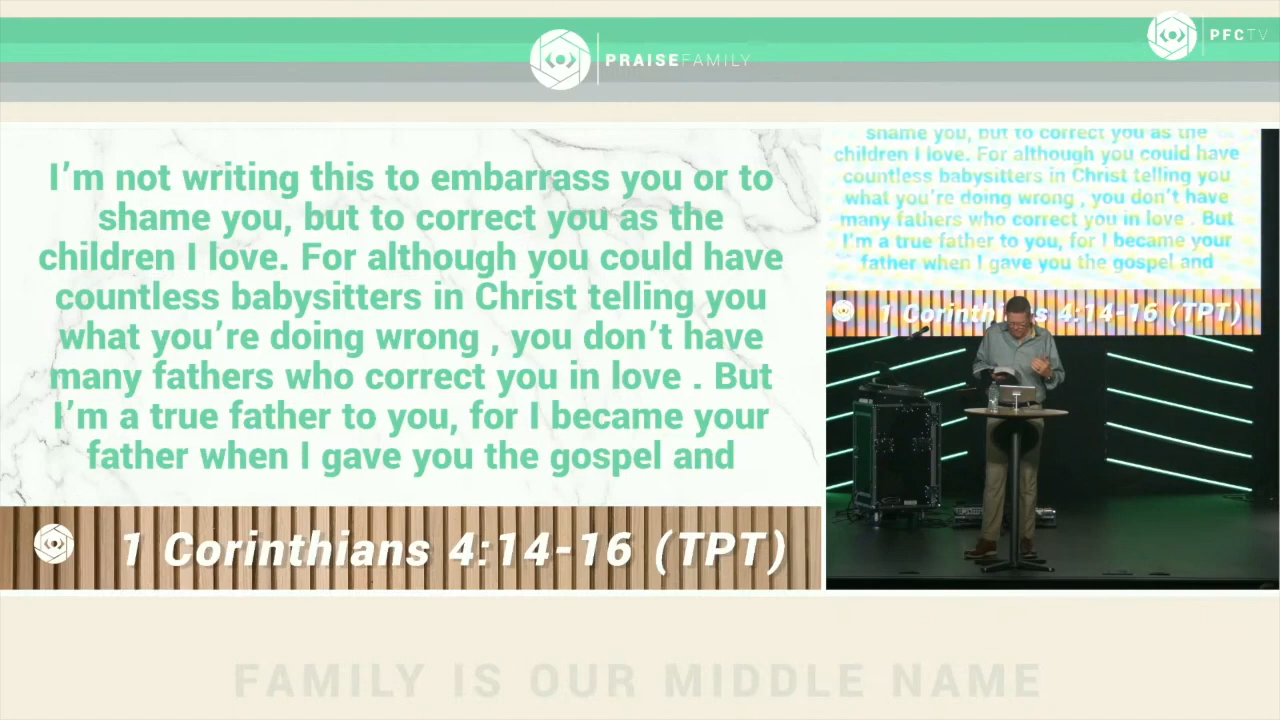 PRAISEFAMILY
PFCTV
I'm not writing this to embarrass you or to
shame you, but to correct you as the
children I love. For although you could have
countless babysitters in Christ telling you
what you're doing wrong , you don't have
many fathers who correct you in love . But
I'm a true father to you, for I became your
father when I gave you the gospel and
1 Corinthians 4:14-16 (TPT)
shame you, but to correct you as the
children I love. For although you could have
countless babysitters in Christ telling you
what you're doing wrong , you don't have
many fathers who correct you in love . But
I'm a true father to you, for I became your
father when I gave you the gospel and
1 Corinthians 4:14-16 (TPT)
FAMILY IS OUR MIDDLE NAME